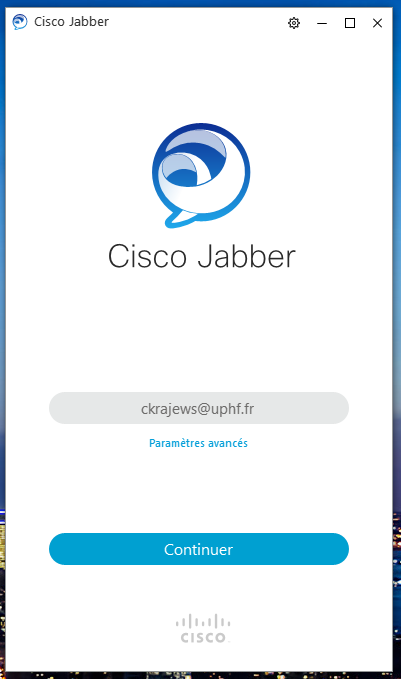 Cisco Jabber
Cisco Jabber
ckrajews@uphf.fr
Paramètres avancés
Continuer
CISCO